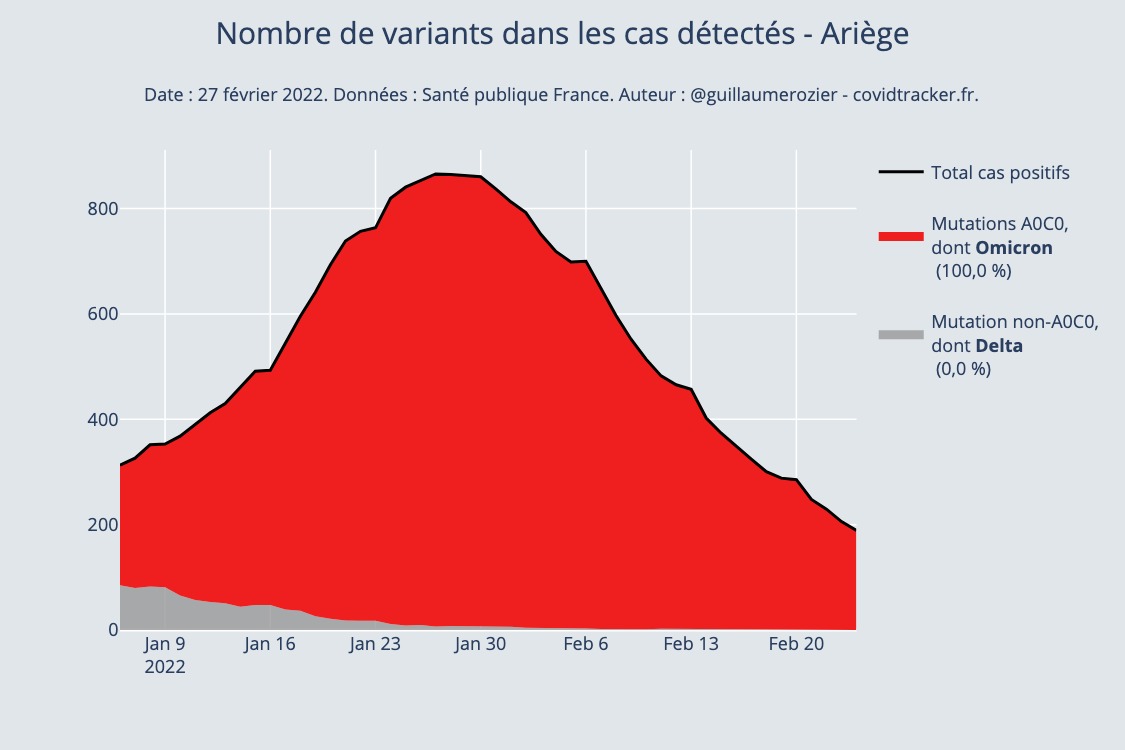 Nombre de variants dans les cas détectés - Ariège
Date : 27 février 2022. Données : Santé publique France. Auteur : @guillaumerozier - covidtracker.fr.
Total cas positifs
Mutations A0C0,
dont Omicron
(100,0 %)
Mutation non-A0C0,
dont Delta
(0,0 %)
800
600
400
200
0
Jan 9
2022
Jan 16
Jan 23
Jan 30
Feb 6
Feb 13
Feb 20